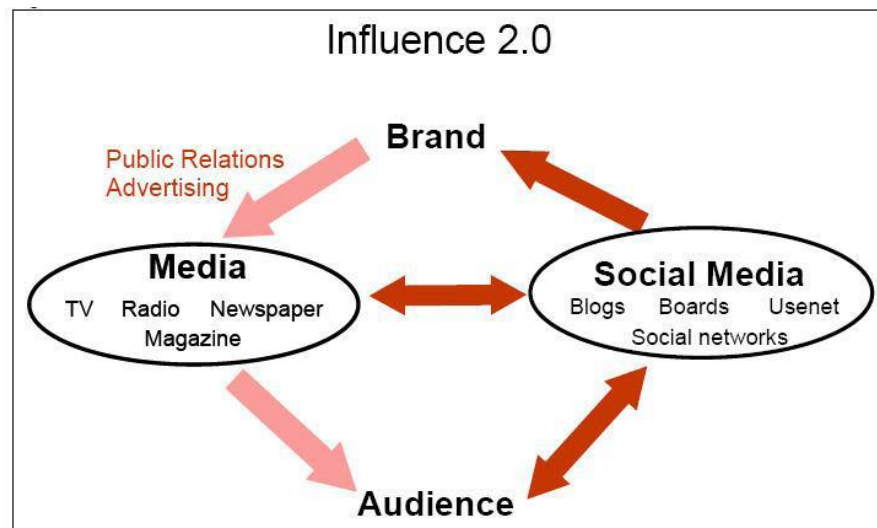 Influence 2.0
Brand
Public Relations
Advertising
Media
TV Radio Newspaper
Magazine
Social Media
Blogs Boards Usenet
Social networks
Audience